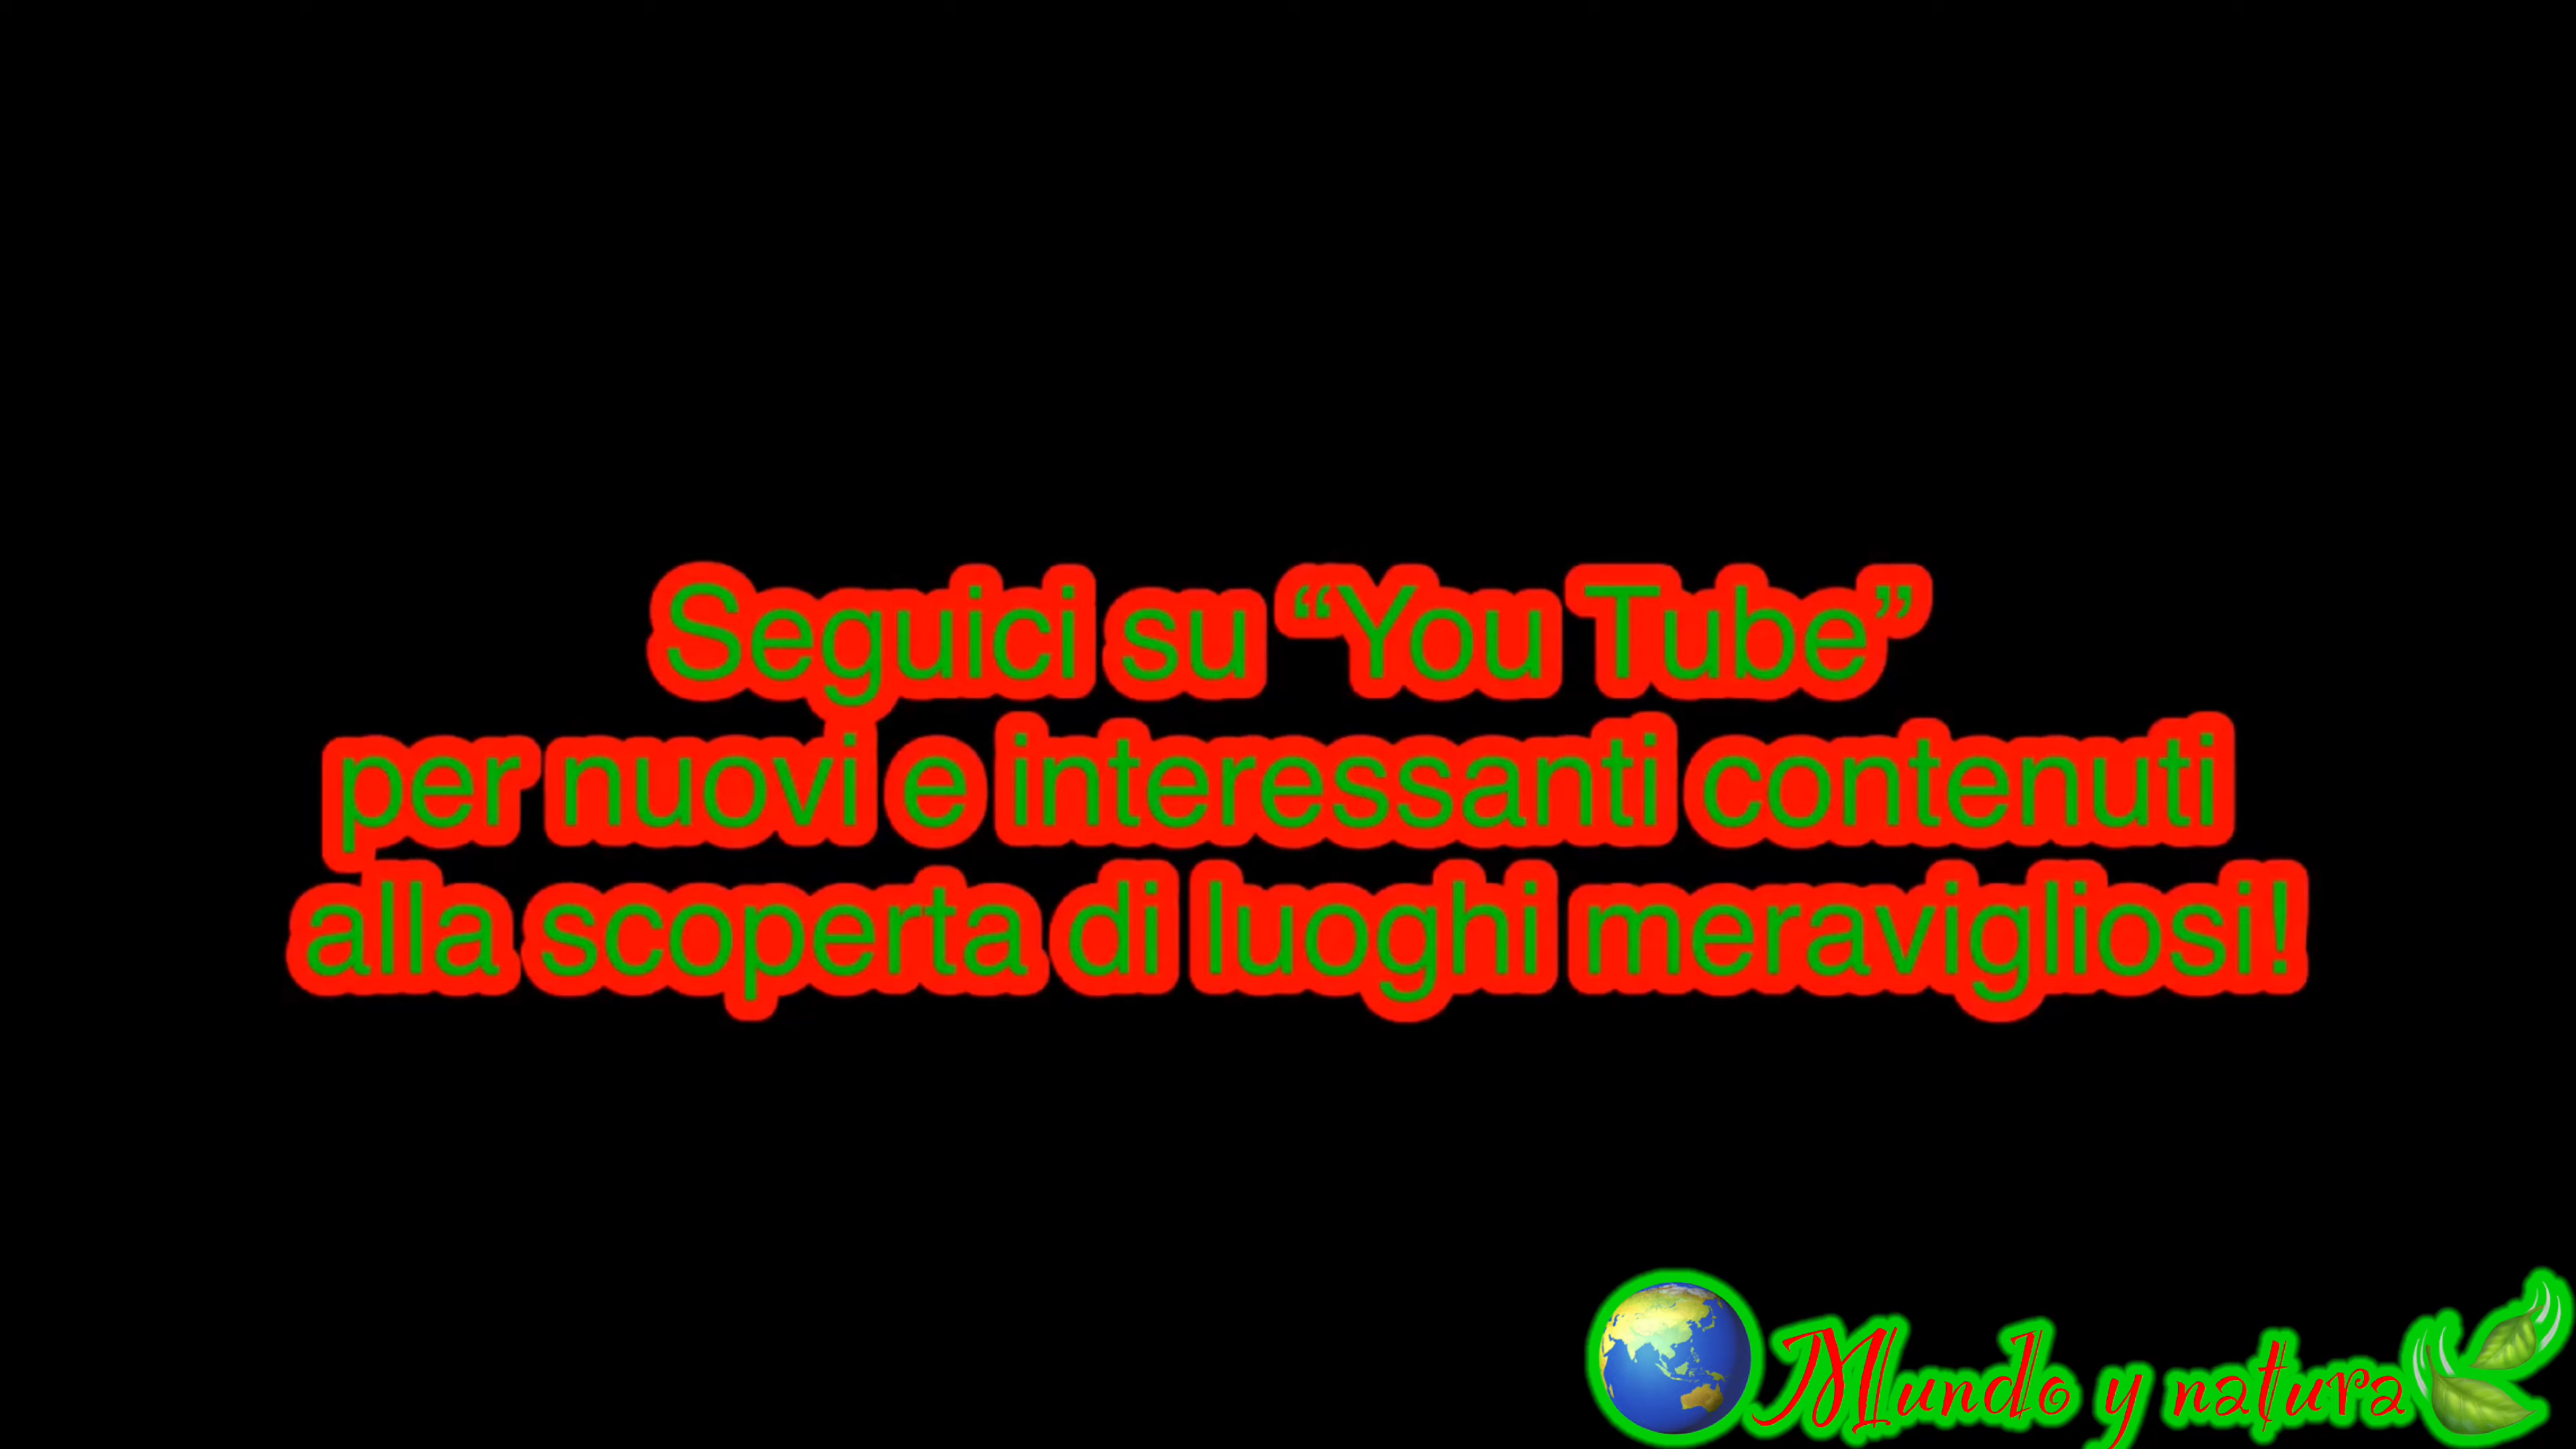 Seguici su “You Tube”
per nuovi e interessanti contenuti
alla scoperta di luoghi meravigliosi!
Mundo y natura